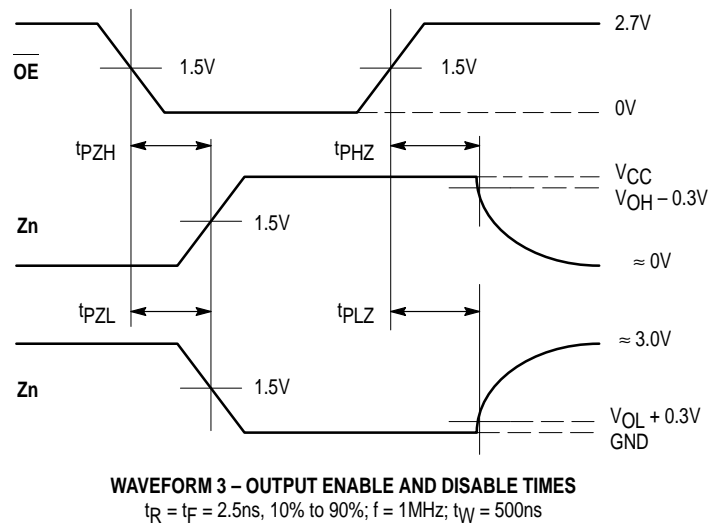 2.7V
OE
1.5V
1.5V
0V
tPZH
tPHZ
VCC
VOH – 0.3V
Zn
1.5V
≈ 0V
tPZL
tPLZ
≈ 3.0V
Zn
1.5V
VOL + 0.3V
GND
WAVEFORM 3 – OUTPUT ENABLE AND DISABLE TIMES
tR = tF = 2.5ns, 10% to 90%; f = 1MHz; tW = 500ns